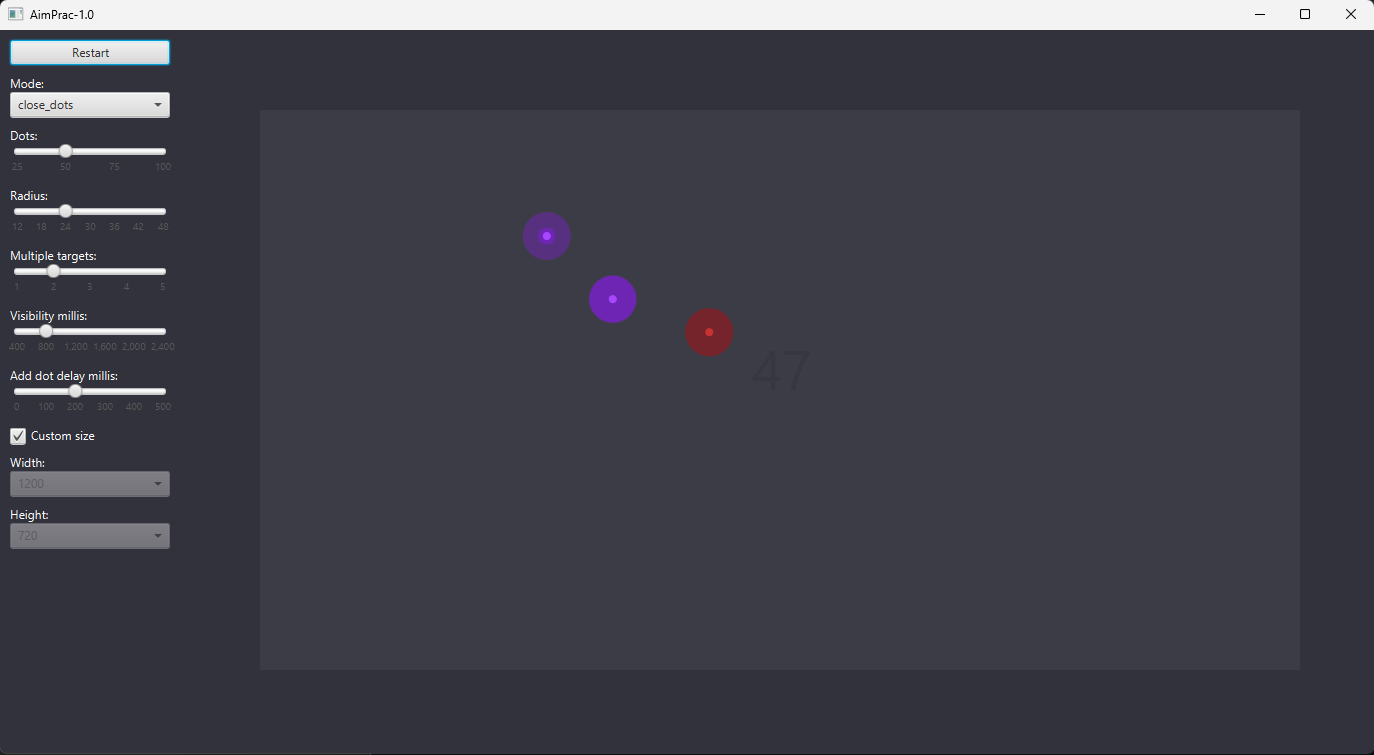 AimPrac-1.0
Restart
Mode:
close_dots
Dots:
25 50 75 100
Radius:
12 18 24 30 36 42 48
Multiple targets:
1 2 3 4 5
Visibility millis:
400 800 1,200 1,600 2,000 2,400
Add dot delay millis:
0 100 200 300 400 500
Custom size
Width:
1200
Height:
720
47